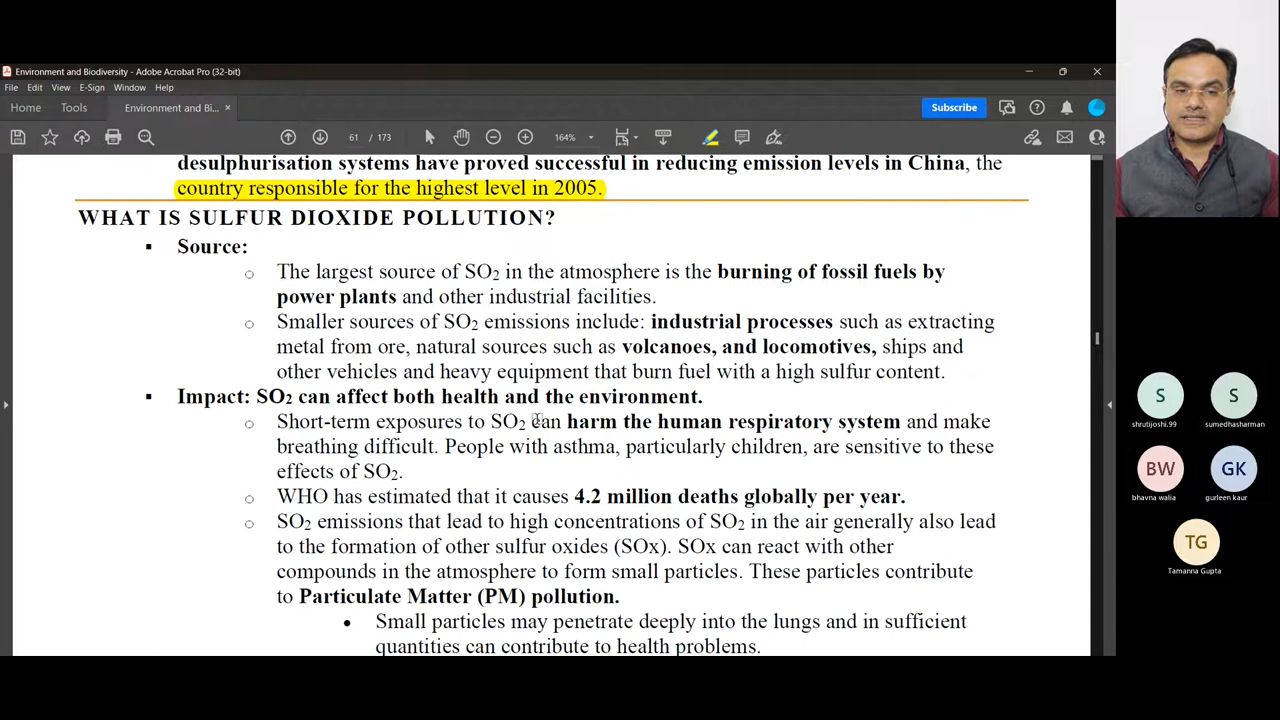 Environment and Biodiversity - Adobe Acrobat Pro (32-bit)
File Edit View E-Sign Window Help
Home Tools Environment and Bi... × Subscribe
61 / 173 164%
desulphurisation systems have proved successful in reducing emission levels in China, the
country responsible for the highest level in 2005.
WHAT IS SULFUR DIOXIDE POLLUTION?
▪ Source:
○ The largest source of SO₂ in the atmosphere is the burning of fossil fuels by
power plants and other industrial facilities.
○ Smaller sources of SO₂ emissions include: industrial processes such as extracting
metal from ore, natural sources such as volcanoes, and locomotives, ships and
other vehicles and heavy equipment that burn fuel with a high sulfur content.
▪ Impact: SO₂ can affect both health and the environment.
○ Short-term exposures to SO₂ can harm the human respiratory system and make
breathing difficult. People with asthma, particularly children, are sensitive to these
effects of SO₂.
○ WHO has estimated that it causes 4.2 million deaths globally per year.
○ SO₂ emissions that lead to high concentrations of SO₂ in the air generally also lead
to the formation of other sulfur oxides (SOx). SOx can react with other
compounds in the atmosphere to form small particles. These particles contribute
to Particulate Matter (PM) pollution.
• Small particles may penetrate deeply into the lungs and in sufficient
quantities can contribute to health problems.
S S
shrutijoshi.99 sumedhasharman
BW GK
bhavna walia gurleen kaur
TG
Tamanna Gupta